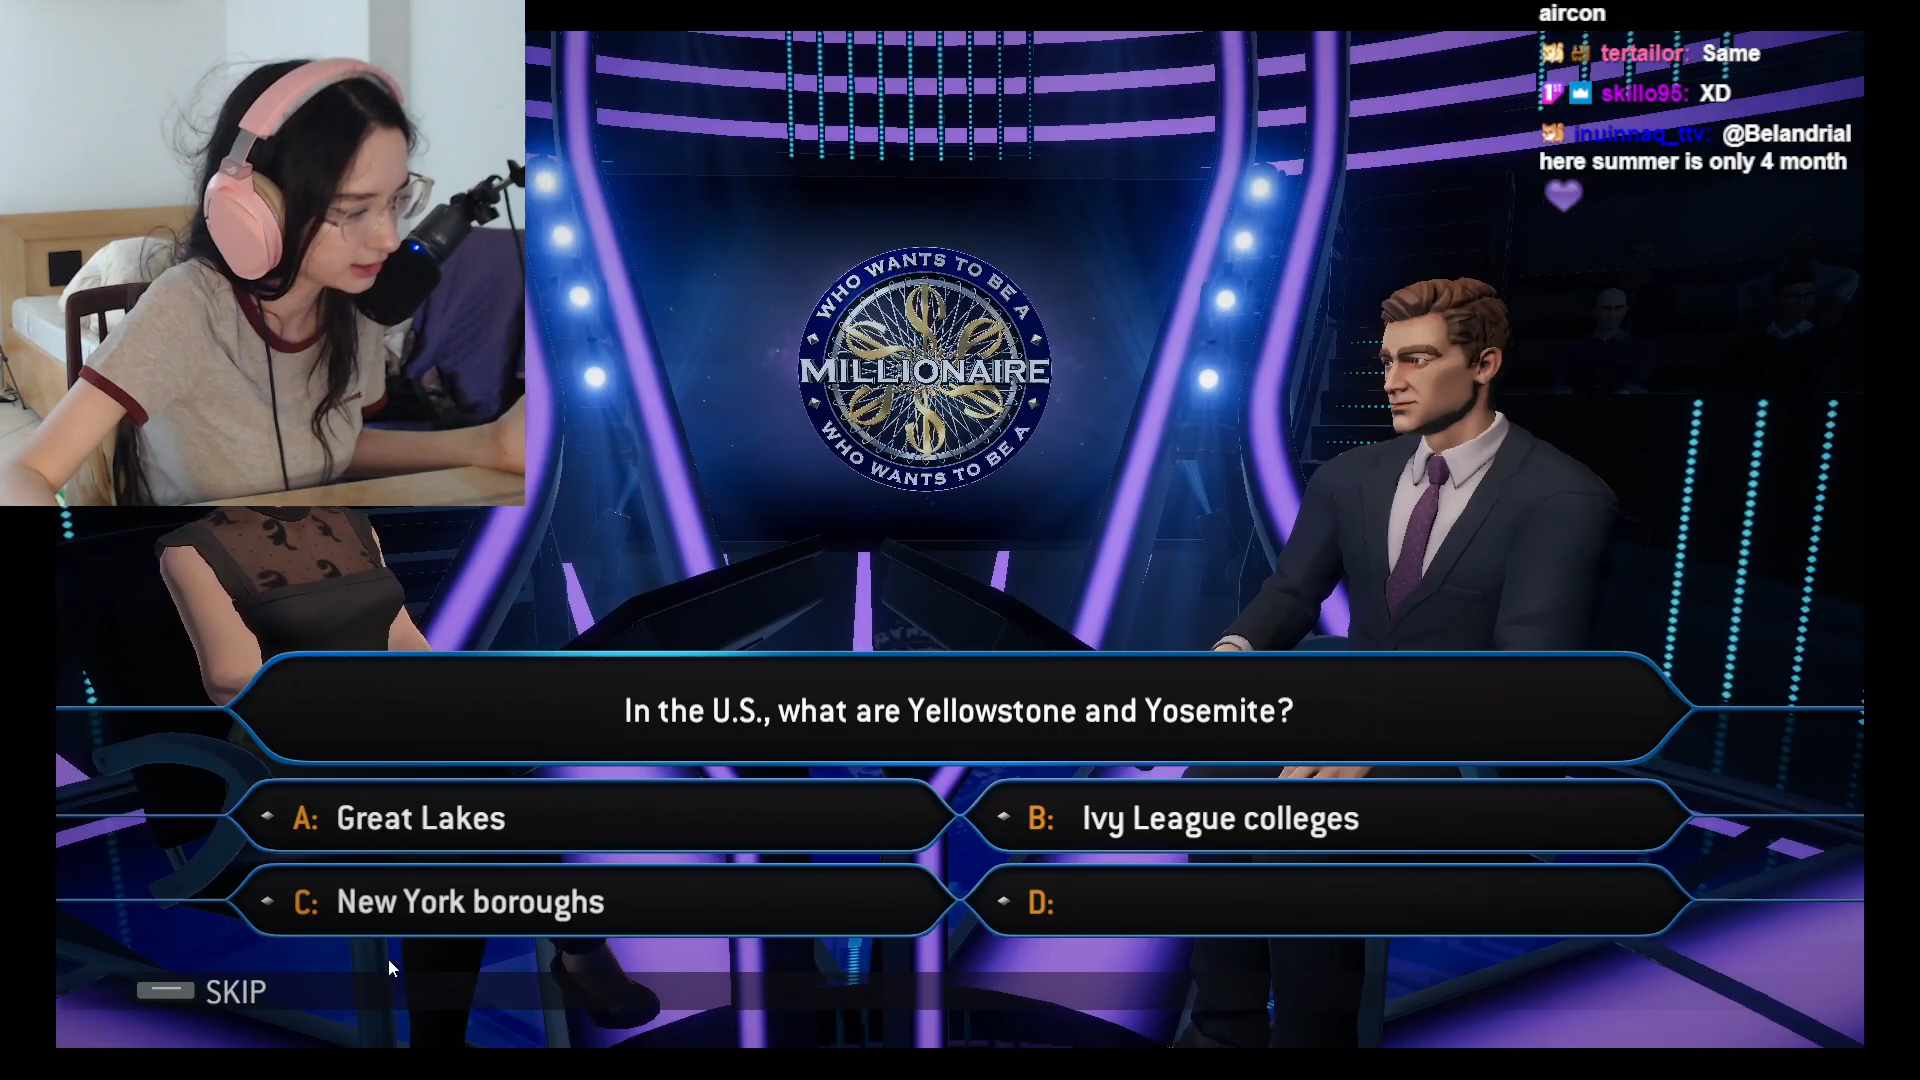 aircon
tertailor: Same
skillo95: XD
inuinnaq_ttv: @Belandrial
here summer is only 4 month
WHO WANTS TO BE A
MILLIONAIRE
WHO WANTS TO BE A
In the U.S., what are Yellowstone and Yosemite?
A: Great Lakes
B: Ivy League colleges
C: New York boroughs
D:
SKIP